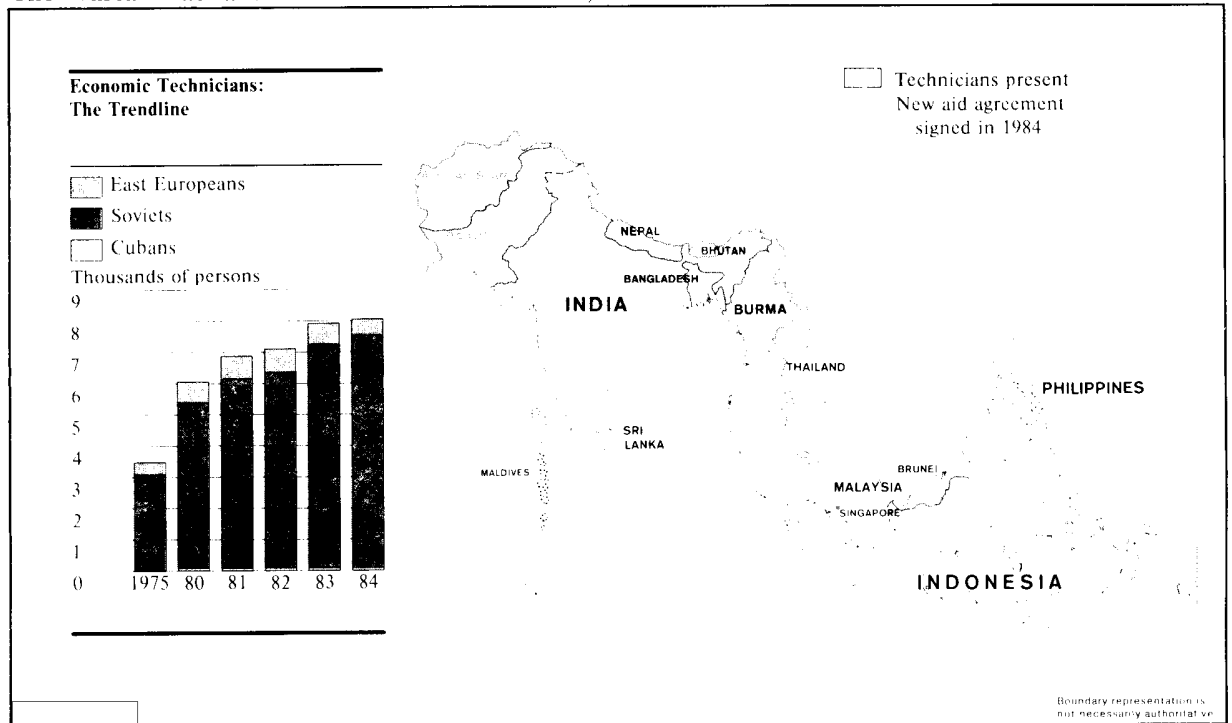 Economic Technicians:
The Trendline
East Europeans
Soviets
Cubans
Thousands of persons
9
8
7
6
5
4
3
2
1
0
1975 80 81 82 83 84
Technicians present
New aid agreement
signed in 1984
NEPAL
BHUTAN
BANGLADESH
INDIA
BURMA
THAILAND
PHILIPPINES
SRI
LANKA
MALDIVES
BRUNEI
MALAYSIA
SINGAPORE
INDONESIA
Boundary representation is
not necessarily authoritative